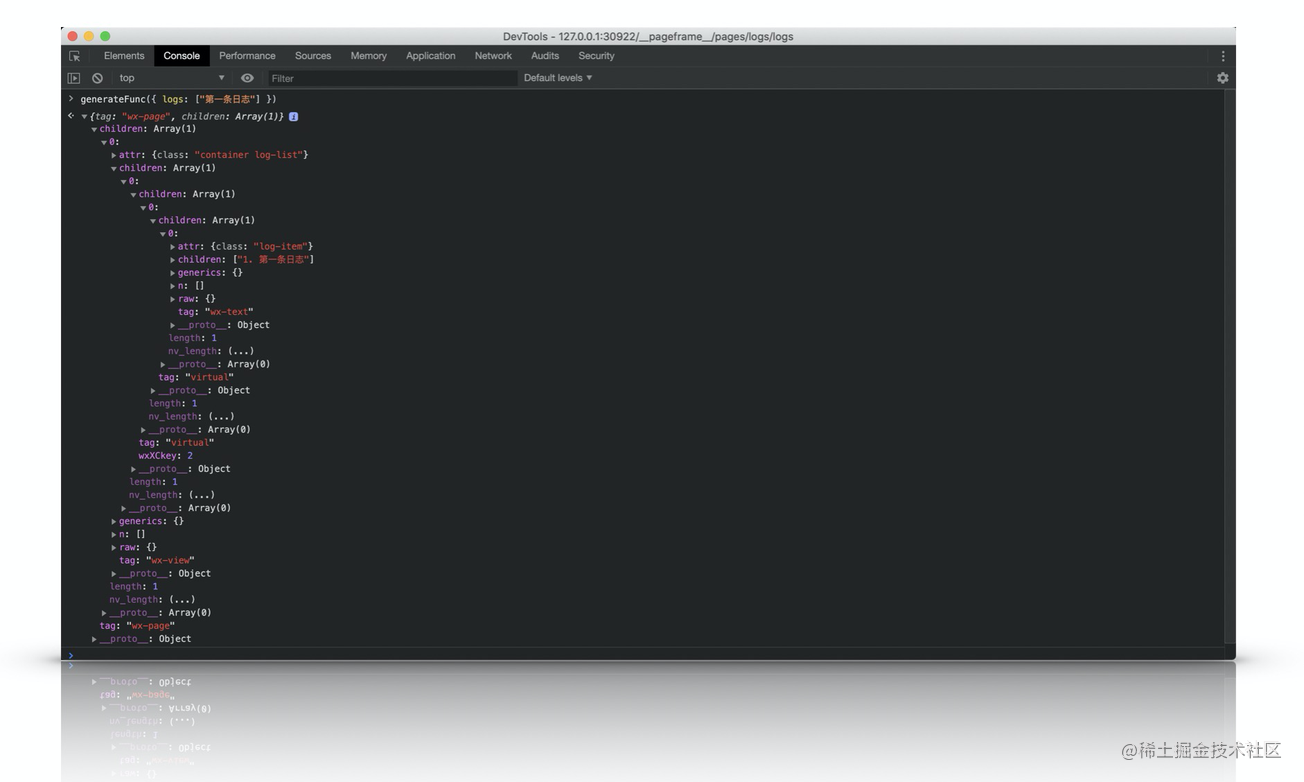 DevTools - 127.0.0.1:30922/__pageframe__/pages/logs/logs
Elements Console Performance Sources Memory Application Network Audits Security
top Filter Default levels ▼
> generateFunc({ logs: ["第一条日志"] })
{tag: "wx-page", children: Array(1)} i
children: Array(1)
0:
attr: {class: "container log-list"}
children: Array(1)
0:
children: Array(1)
0:
children: Array(1)
0:
attr: {class: "log-item"}
children: ["1. 第一条日志"]
generics: {}
n: []
raw: {}
tag: "wx-text"
__proto__: Object
length: 1
nv_length: (...)
__proto__: Array(0)
tag: "virtual"
__proto__: Object
length: 1
nv_length: (...)
__proto__: Array(0)
tag: "virtual"
wxXCkey: 2
__proto__: Object
length: 1
nv_length: (...)
__proto__: Array(0)
generics: {}
n: []
raw: {}
tag: "wx-view"
__proto__: Object
length: 1
nv_length: (...)
__proto__: Array(0)
tag: "wx-page"
__proto__: Object
>
@稀土掘金技术社区